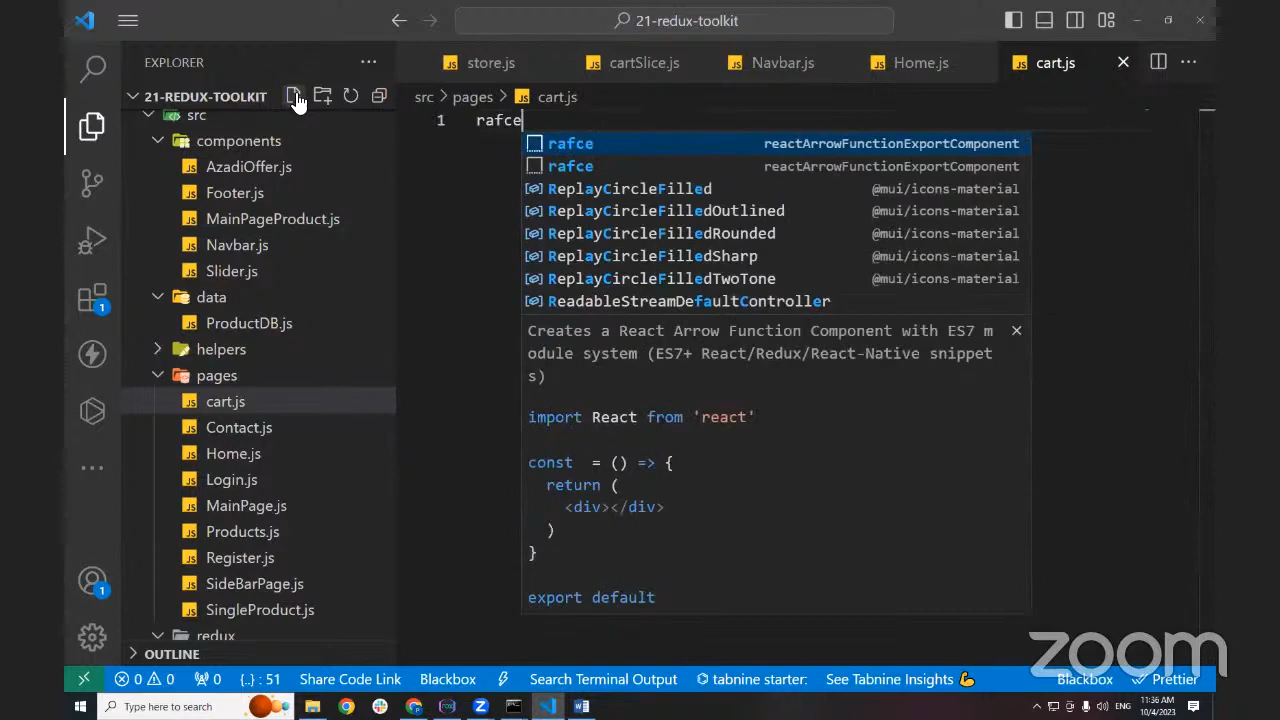 21-redux-toolkit
EXPLORER
store.js
cartSlice.js
Navbar.js
Home.js
cart.js
21-REDUX-TOOLKIT
src > pages > cart.js
src
components
AzadiOffer.js
Footer.js
MainPageProduct.js
Navbar.js
Slider.js
data
ProductDB.js
helpers
pages
cart.js
Contact.js
Home.js
Login.js
MainPage.js
Products.js
Register.js
SideBarPage.js
SingleProduct.js
redux
OUTLINE
1 rafce
rafce reactArrowFunctionExportComponent
rafce reactArrowFunctionExportComponent
ReplayCircleFilled @mui/icons-material
ReplayCircleFilledOutlined @mui/icons-material
ReplayCircleFilledRounded @mui/icons-material
ReplayCircleFilledSharp @mui/icons-material
ReplayCircleFilledTwoTone @mui/icons-material
ReadableStreamDefaultController
Creates a React Arrow Function Component with ES7 m
odule system (ES7+ React/Redux/React-Native snippet
s)
import React from 'react'
const = () => {
return (
<div></div>
)
}
export default
1
1
zoom
0 0 0 {..} : 51 Share Code Link Blackbox Search Terminal Output tabnine starter: See Tabnine Insights 💪 Blackbox Prettier
Type here to search
ENG
11:36 AM
10/4/2023